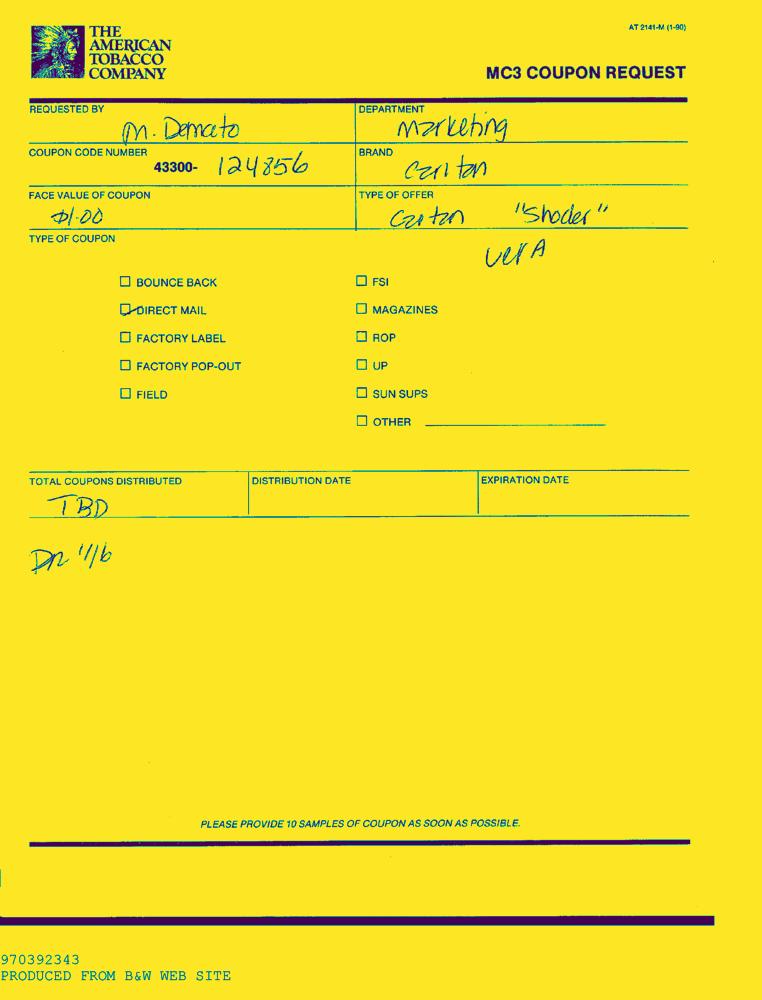 THE
AMERICAN
TOBACCO
COMPANY
AT 2141-M (1-90)
MC3 COUPON REQUEST
REQUESTED BY
M. Demato
DEPARTMENT
Marketing
COUPON CODE NUMBER
43300- 124856
BRAND
Carlton
FACE VALUE OF COUPON
$1.00
TYPE OF OFFER
Carton "Shoder"
Ver A
TYPE OF COUPON
BOUNCE BACK
FSI
DIRECT MAIL
MAGAZINES
FACTORY LABEL
ROP
FACTORY POP-OUT
UP
FIELD
SUN SUPS
OTHER
TOTAL COUPONS DISTRIBUTED
TBD
DISTRIBUTION DATE
EXPIRATION DATE
11/6
PLEASE PROVIDE 10 SAMPLES OF COUPON AS SOON AS POSSIBLE.
970392343
PRODUCED FROM B&W WEB SITE